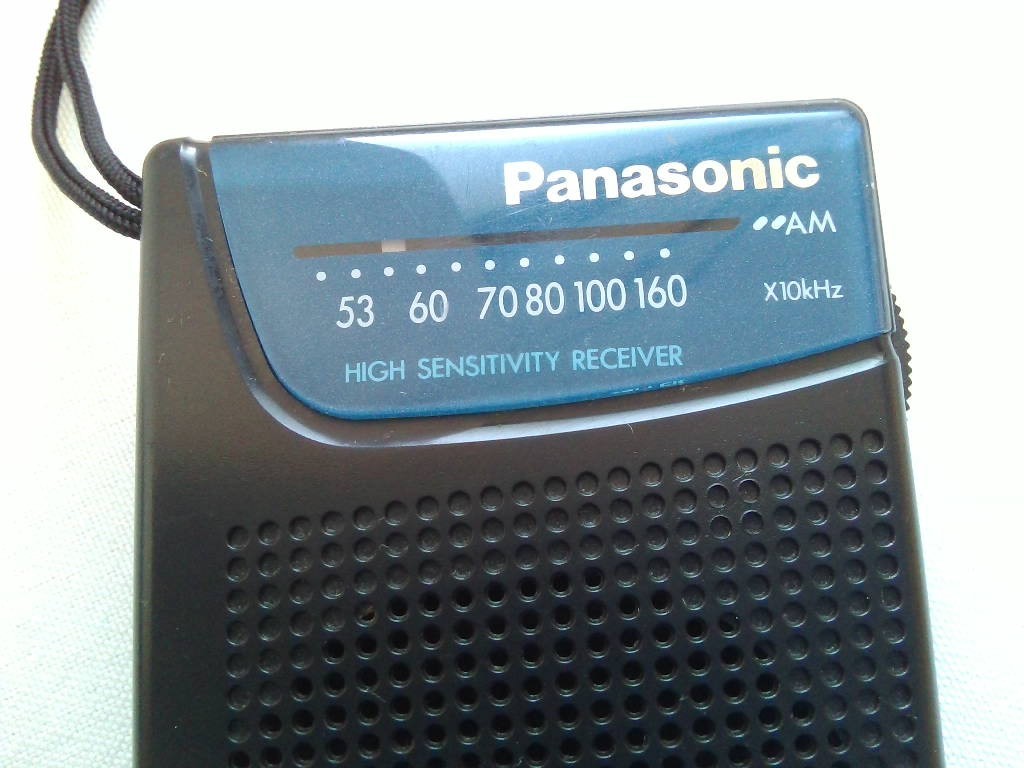 Panasonic
AM
53 60 70 80 100 160
X10kHz
HIGH SENSITIVITY RECEIVER